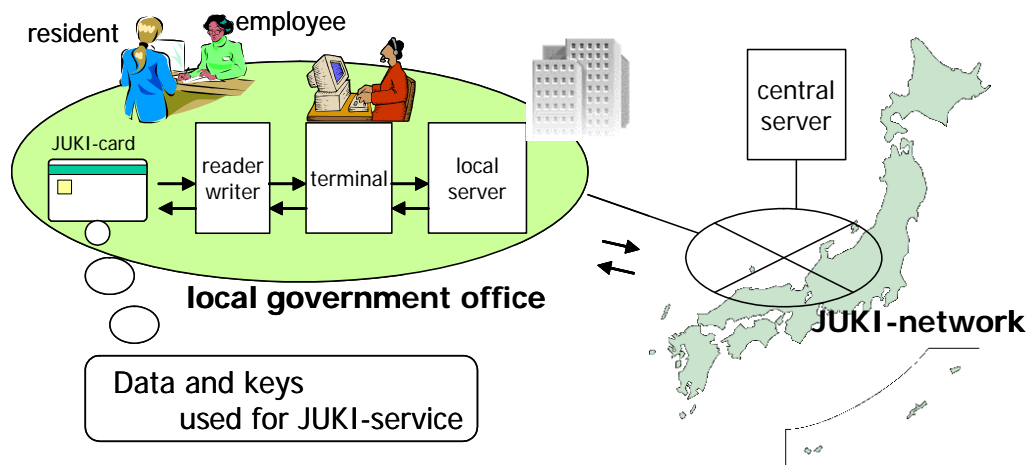 resident
employee
JUKI-card
reader
writer
terminal
local
server
central
server
local government office
JUKI-network
Data and keys
used for JUKI-service